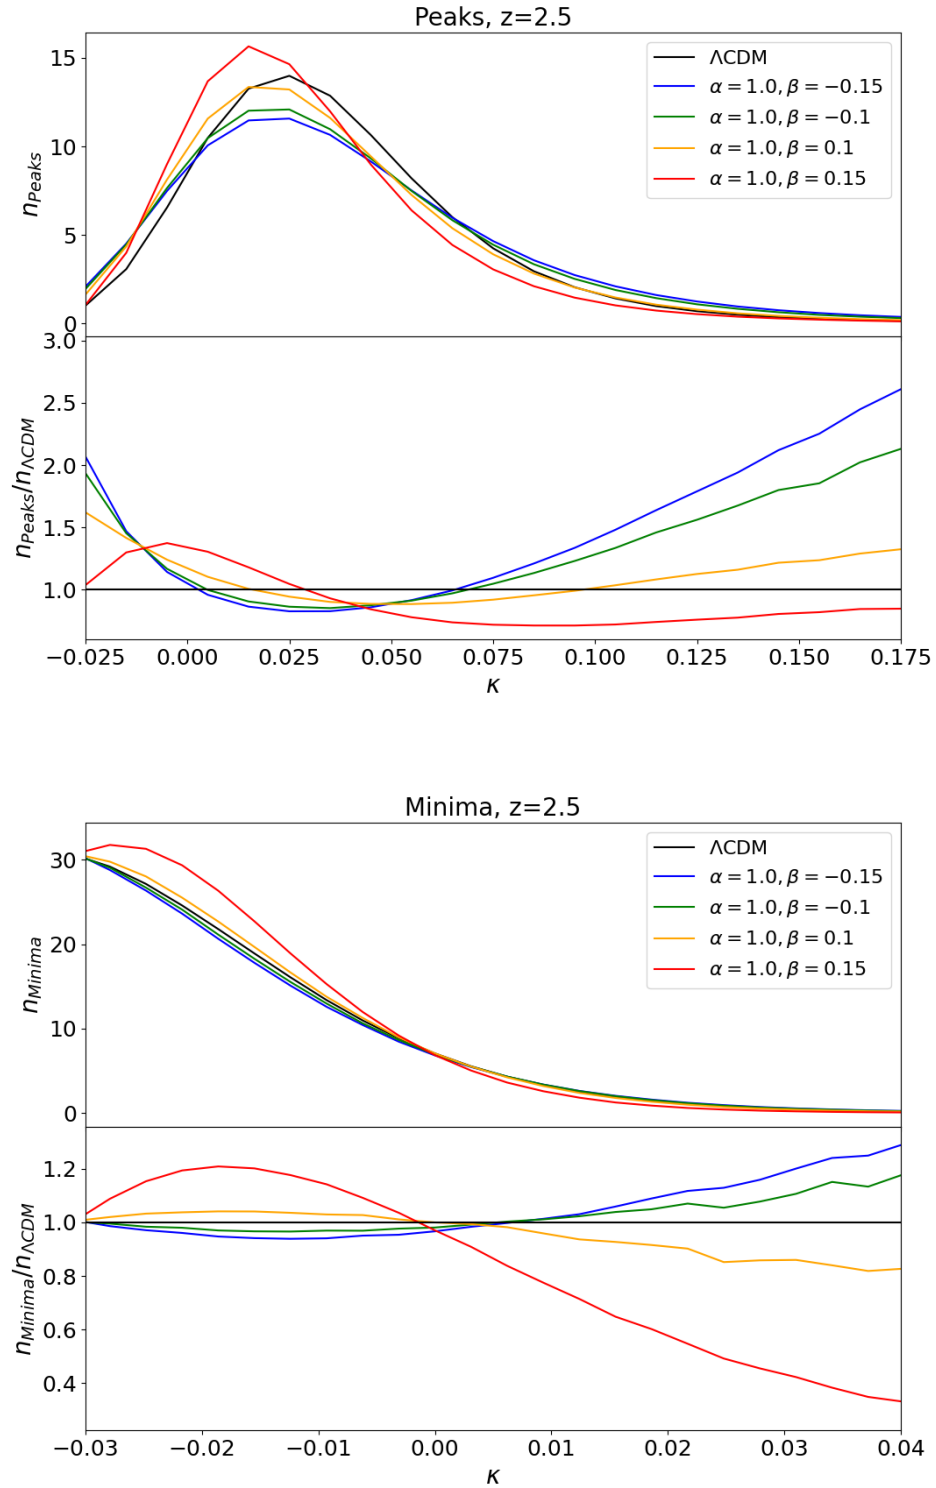 Peaks, z=2.5
n_Peaks
15
10
5
0
ΛCDM
α = 1.0, β = −0.15
α = 1.0, β = −0.1
α = 1.0, β = 0.1
α = 1.0, β = 0.15
n_Peaks/n_ΛCDM
3.0
2.5
2.0
1.5
1.0
−0.025 0.000 0.025 0.050 0.075 0.100 0.125 0.150 0.175
κ
Minima, z=2.5
n_Minima
30
20
10
0
ΛCDM
α = 1.0, β = −0.15
α = 1.0, β = −0.1
α = 1.0, β = 0.1
α = 1.0, β = 0.15
n_Minima/n_ΛCDM
1.2
1.0
0.8
0.6
0.4
−0.03 −0.02 −0.01 0.00 0.01 0.02 0.03 0.04
κ